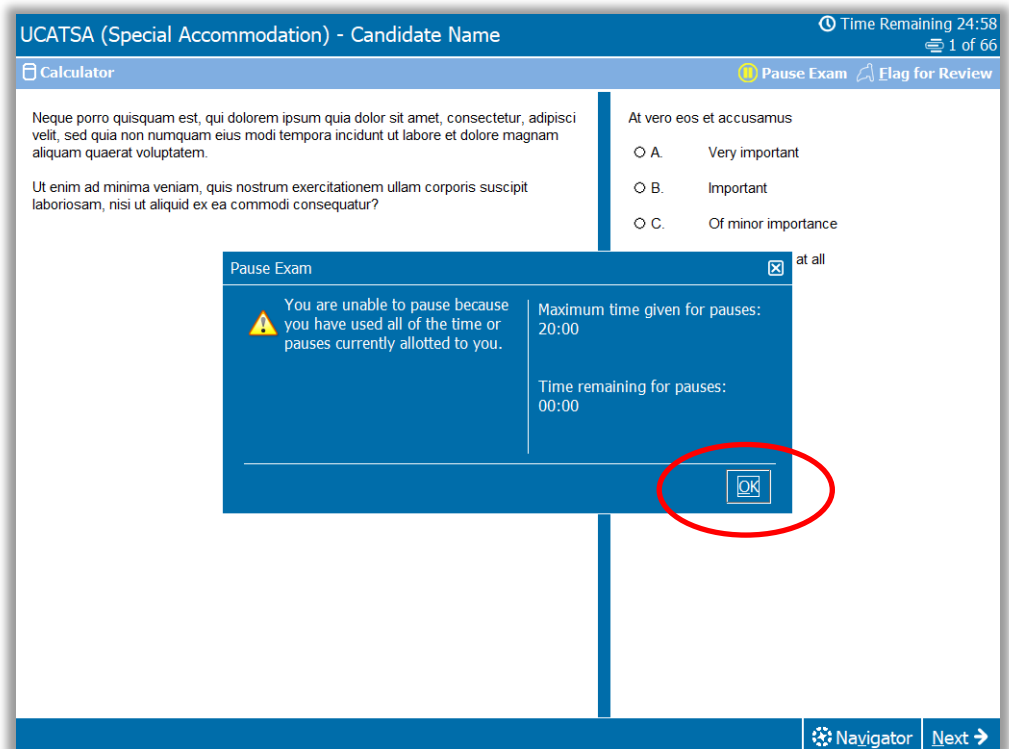 UCATSA (Special Accommodation) - Candidate Name
Time Remaining 24:58
1 of 66
Calculator
Pause Exam
Flag for Review
Neque porro quisquam est, qui dolorem ipsum quia dolor sit amet, consectetur, adipisci
velit, sed quia non numquam eius modi tempora incidunt ut labore et dolore magnam
aliquam quaerat voluptatem.
Ut enim ad minima veniam, quis nostrum exercitationem ullam corporis suscipit
laboriosam, nisi ut aliquid ex ea commodi consequatur?
At vero eos et accusamus
A. Very important
B. Important
C. Of minor importance
at all
Pause Exam
You are unable to pause because
you have used all of the time or
pauses currently allotted to you.
Maximum time given for pauses:
20:00
Time remaining for pauses:
00:00
OK
Navigator
Next